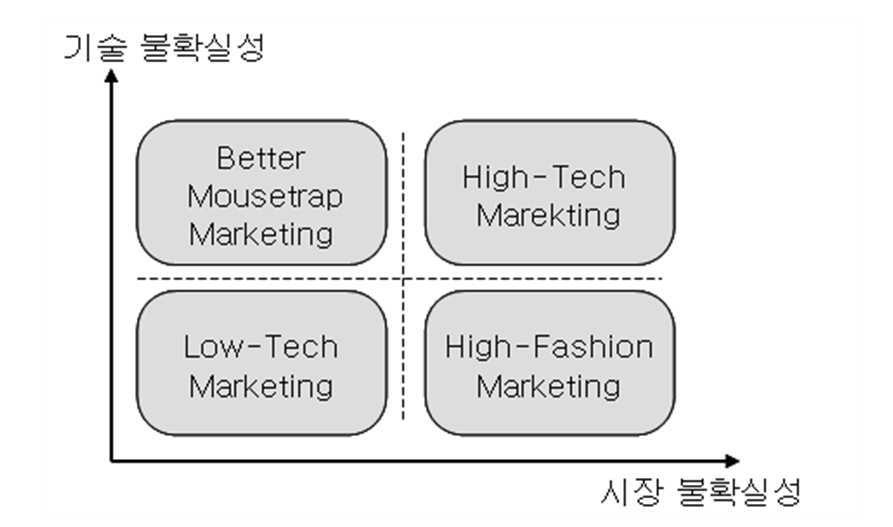 기술 불확실성
Better
Mousetrap
Marketing
High-Tech
Marekting
Low-Tech
Marketing
High-Fashion
Marketing
시장 불확실성